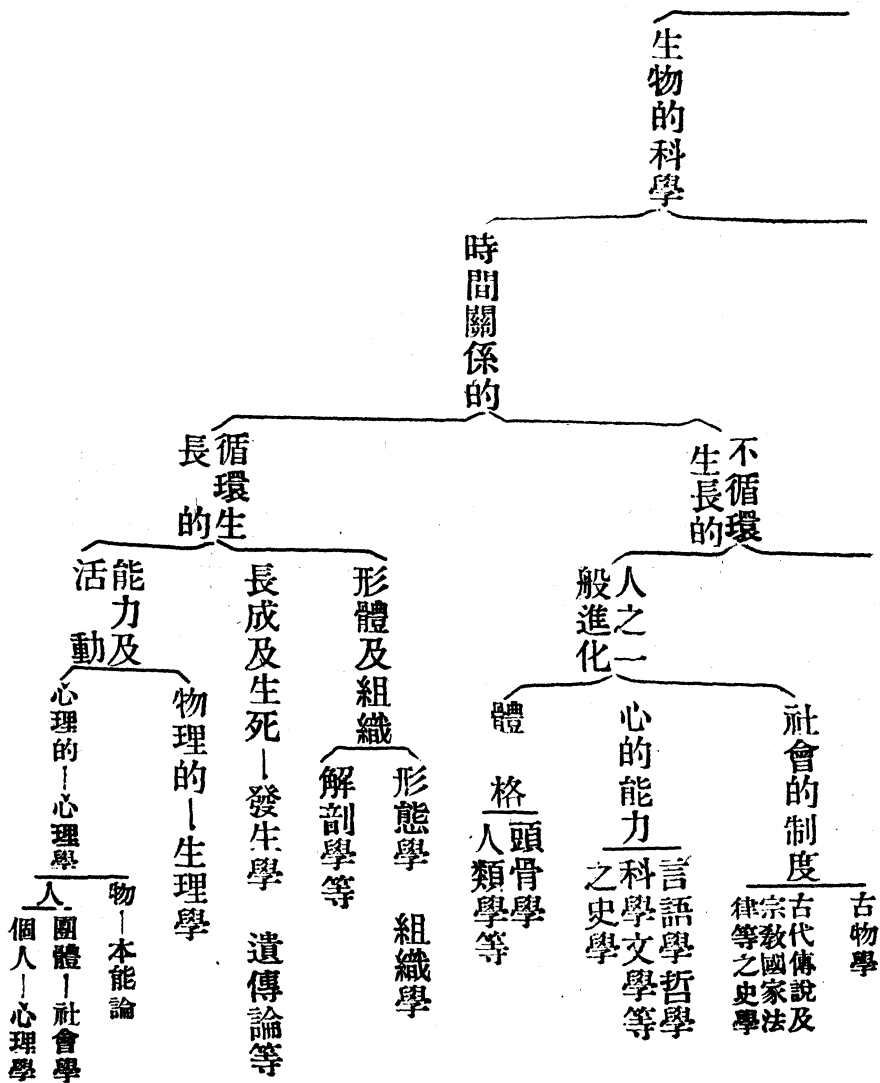 生物的科學
時間關係的
不循環
生長的
循環生
長的
人之一
般進化
形體及組織
長成及生死—發生學 遺傳論等
能力及
活動
社會的制度
古物學
古代傳說及
宗教國家法
律等之史學
心的能力
言語學哲學
科學文學等
之史學
體格
頭骨學
人類學等
形態學 組織學
解剖學等
物理的—生理學
心理的—心理學
物—本能論
人
團體—社會學
個人—心理學